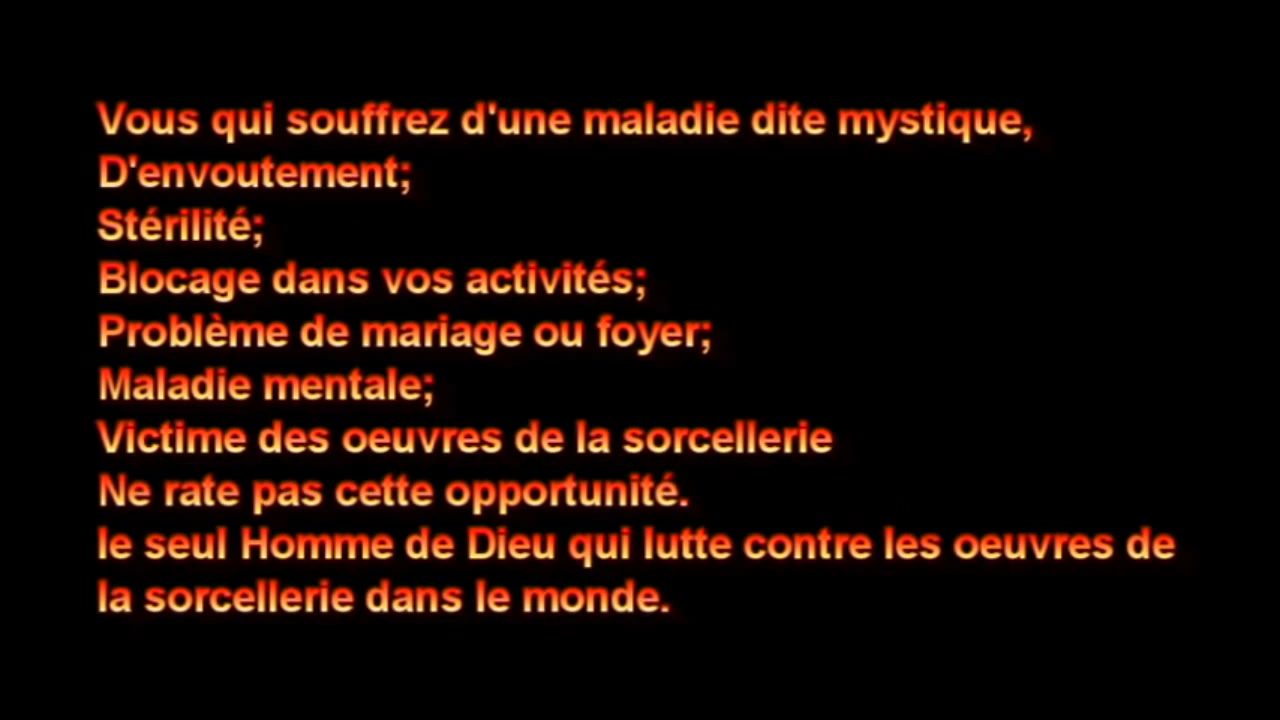 Vous qui souffrez d'une maladie dite mystique,
D'envoutement;
Stérilité;
Blocage dans vos activités;
Problème de mariage ou foyer;
Maladie mentale;
Victime des oeuvres de la sorcellerie
Ne rate pas cette opportunité.
le seul Homme de Dieu qui lutte contre les oeuvres de
la sorcellerie dans le monde.